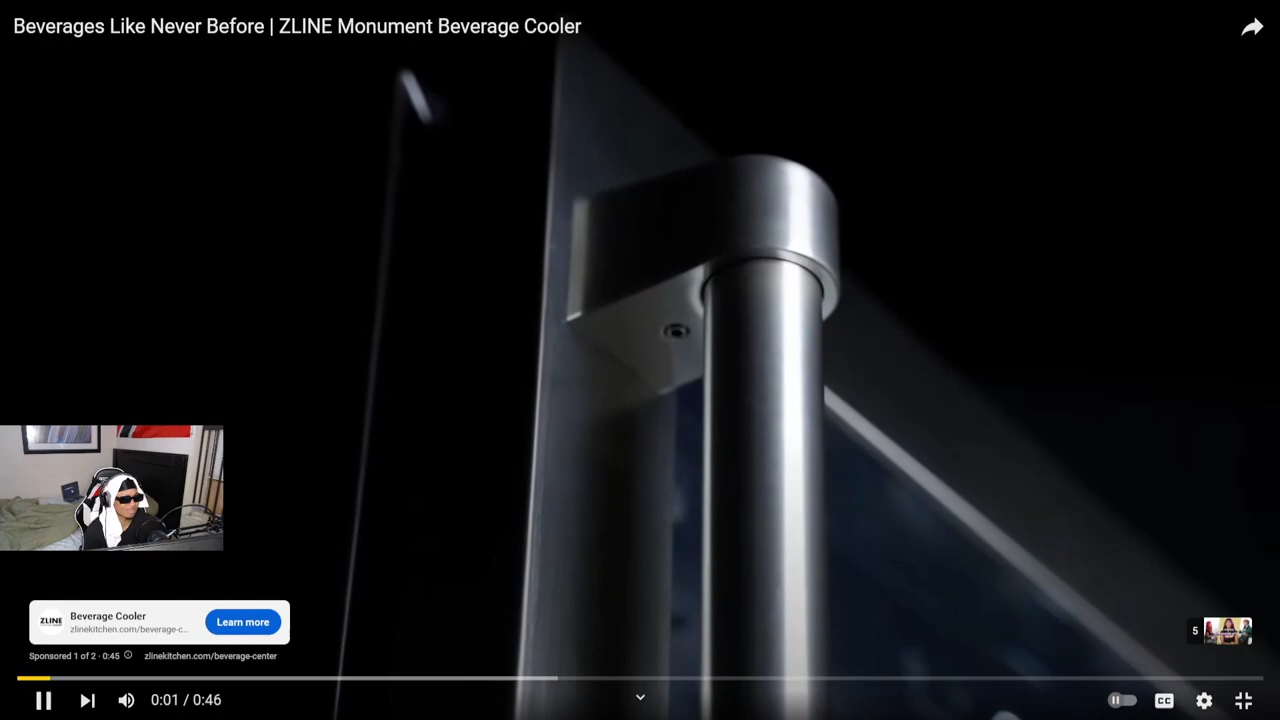 Beverages Like Never Before | ZLINE Monument Beverage Cooler
ZLINE
Beverage Cooler
zlinekitchen.com/beverage-c...
Learn more
Sponsored 1 of 2 · 0:45
zlinekitchen.com/beverage-center
5
0:01 / 0:46
CC